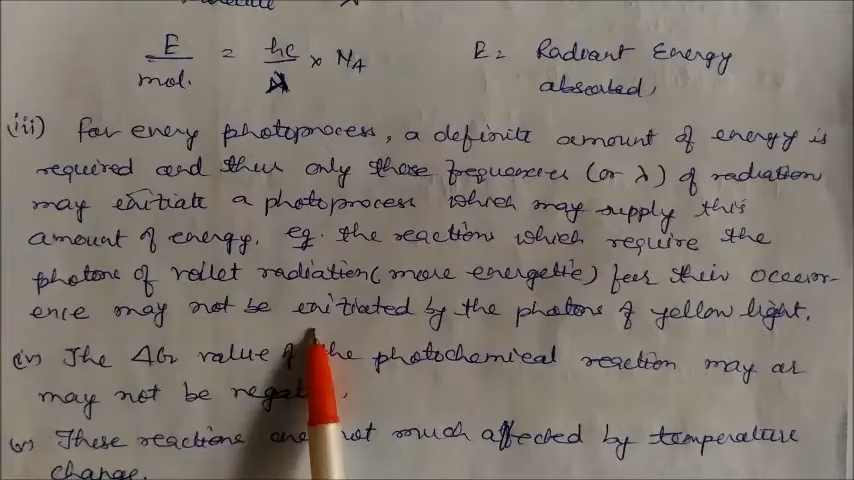 E/mol. = hc/λ × NA   E = Radiant Energy
absorbed,
(iii) For every photoprocess, a definite amount of energy is
required and thus only those frequencies (or λ) of radiation
may initiate a photoprocess which may supply this
amount of energy. eg. the reactions which require the
photons of voilet radiation (more energetic) for their occurr-
ence may not be initiated by the photons of yellow light.
(iv) The ΔG value of the photochemical reaction may or
may not be
(v) These reactions are not much affected by temperature
change.